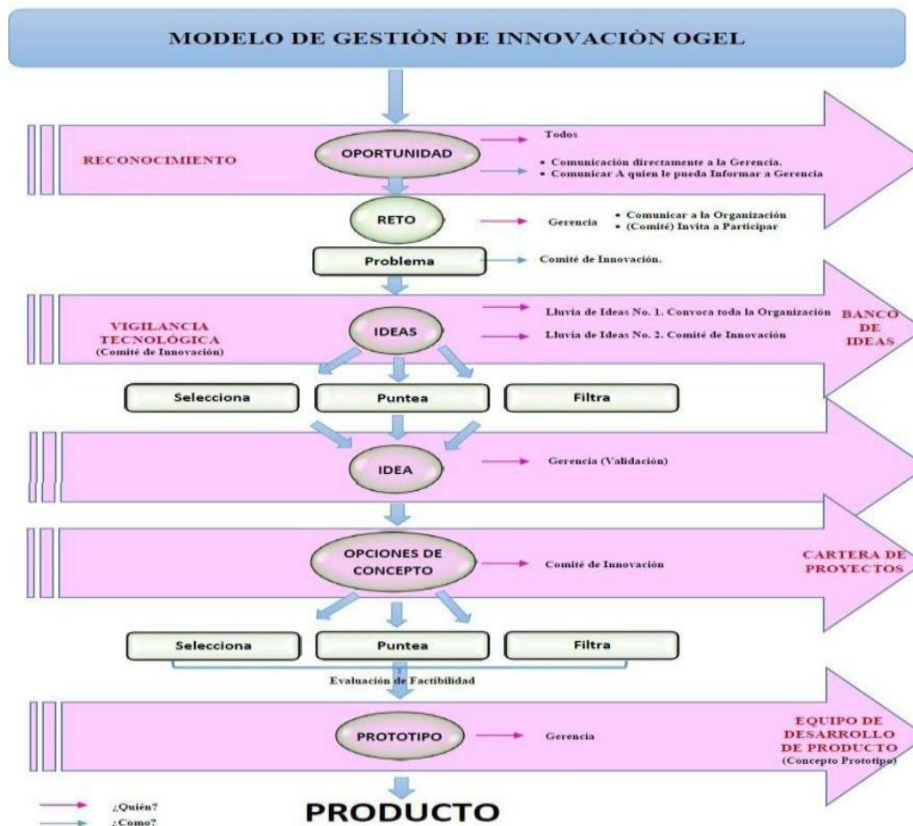 MODELO DE GESTIÒN DE INNOVACIÒN OGEL
Todos
RECONOCIMIENTO
OPORTUNIDAD
• Comunicación directamente a la Gerencia.
• Comunicar A quien le pueda Informar a Gerencia
RETO
Gerencia
• Comunicar a la Organización
• (Comité) Invita a Participar
Problema
Comité de Innovación.
VIGILANCIA
TECNOLÓGICA
(Comité de Innovación)
IDEAS
Lluvia de Ideas No. 1. Convoca toda la Organización
Lluvia de Ideas No. 2. Comité de Innovación
BANCO
DE
IDEAS
Selecciona
Puntea
Filtra
IDEA
Gerencia (Validación)
OPCIONES DE
CONCEPTO
Comité de Innovación
CARTERA DE
PROYECTOS
Selecciona
Puntea
Filtra
Evaluación de Factibilidad
PROTOTIPO
Gerencia
EQUIPO DE
DESARROLLO
DE PRODUCTO
(Concepto Prototipo)
¿Quién?
¿Como?
PRODUCTO